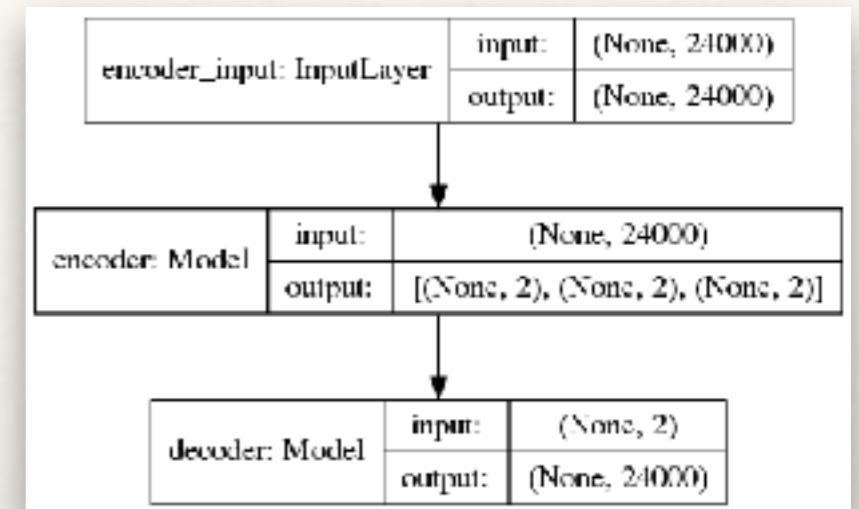 encoder_input: InputLayer
input: (None, 24000)
output: (None, 24000)
encoder: Model
input: (None, 24000)
output: [(None, 2), (None, 2), (None, 2)]
decoder: Model
input: (None, 2)
output: (None, 24000)